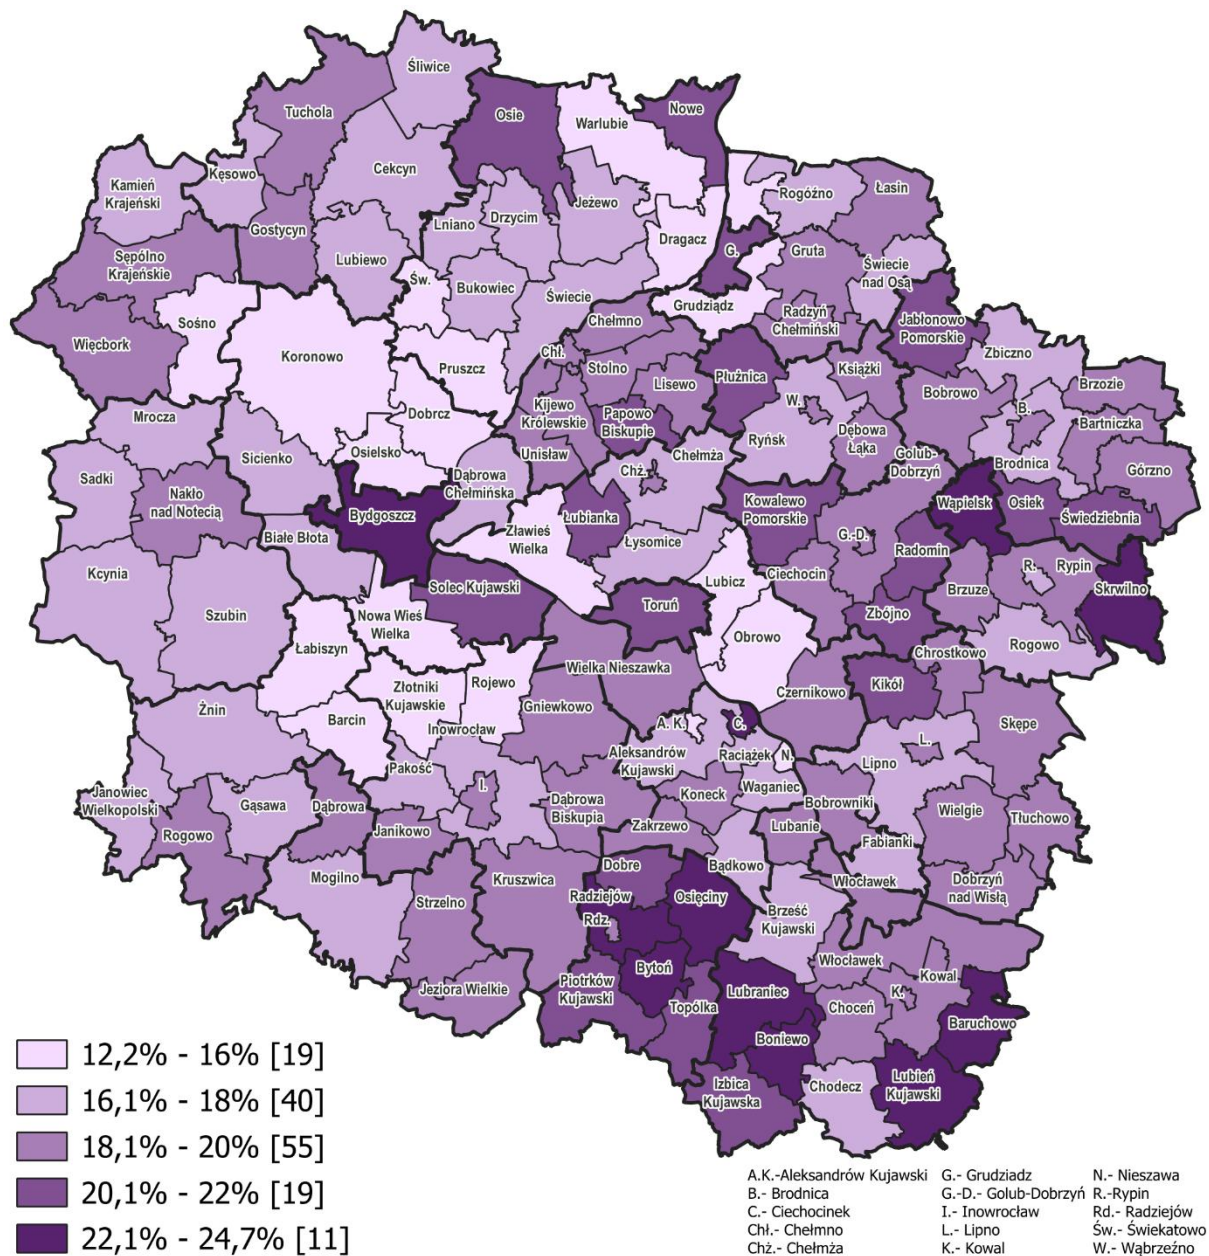 Śliwice
Tuchola
Osie
Warlubie
Nowe
Cekcyn
Kęsowo
Kamień
Krajeński
Rogóźno
Łasin
Jeżewo
Drzycim
Lniano
Gostycyn
Dragacz
G.
Gruta
Sępólno
Krajeńskie
Lubiewo
Św.
Bukowiec
Świecie
Świecie
nad Osą
Grudziądz
Radzyń
Chełmiński
Sośno
Chełmno
Jabłonowo
Pomorskie
Więcbork
Koronowo
Chł.
Zbiczno
Pruszcz
Stolno
Płużnica
Książki
Lisewo
Bobrowo
Brzozie
Dobrcz
Kijewo
Królewskie
W.
B.
Mrocza
Papowo
Biskupie
Bartniczka
Dębowa
Łąka
Ryńsk
Osielsko
Sicienko
Unisław
Chełmża
Golub-
Dobrzyń
Brodnica
Górzno
Sadki
Dąbrowa
Chełmińska
Chż.
Nakło
nad Notecią
Bydgoszcz
Kowalewo
Pomorskie
Wąpielsk
Osiek
Świedziebnia
Łubianka
Zławieś
Wielka
Białe Błota
G.-D.
Łysomice
Radomin
Kcynia
Lubicz
Ciechocin
R.
Rypin
Brzuze
Skrwilno
Solec Kujawski
Szubin
Nowa Wieś
Wielka
Toruń
Zbójno
Obrowo
Rogowo
Łabiszyn
Chrostkowo
Wielka Nieszawka
Rojewo
Kikół
Złotniki
Kujawskie
Czernikowo
Gniewkowo
Żnin
Barcin
Inowrocław
A. K.
C.
Skępe
L.
Aleksandrów
Kujawski
Raciążek
N.
Lipno
Pakość
I.
Waganiec
Janowiec
Wielkopolski
Koneck
Gąsawa
Dąbrowa
Dąbrowa
Biskupia
Bobrowniki
Wielgie
Tłuchowo
Rogowo
Janikowo
Zakrzewo
Lubanie
Fabianki
Bądkowo
Dobre
Mogilno
Kruszwica
Włocławek
Dobrzyń
nad Wisłą
Radziejów
Osięciny
Strzelno
Brześć
Kujawski
Rdz.
Włocławek
Bytoń
Kowal
Jeziora Wielkie
Piotrków
Kujawski
K.
Lubraniec
Topólka
Choceń
Baruchowo
Boniewo
Izbica
Kujawska
Chodecz
Lubień
Kujawski
12,2% - 16% [19]
16,1% - 18% [40]
18,1% - 20% [55]
20,1% - 22% [19]
22,1% - 24,7% [11]
A.K.-Aleksandrów Kujawski
B.- Brodnica
C.- Ciechocinek
Chł.- Chełmno
Chż.- Chełmża
G.- Grudziadz
G.-D. - Golub-Dobrzyń
I.- Inowrocław
L.- Lipno
K.- Kowal
N.- Nieszawa
R.-Rypin
Rd.- Radziejów
Św.- Świekatowo
W.- Wąbrzeźno